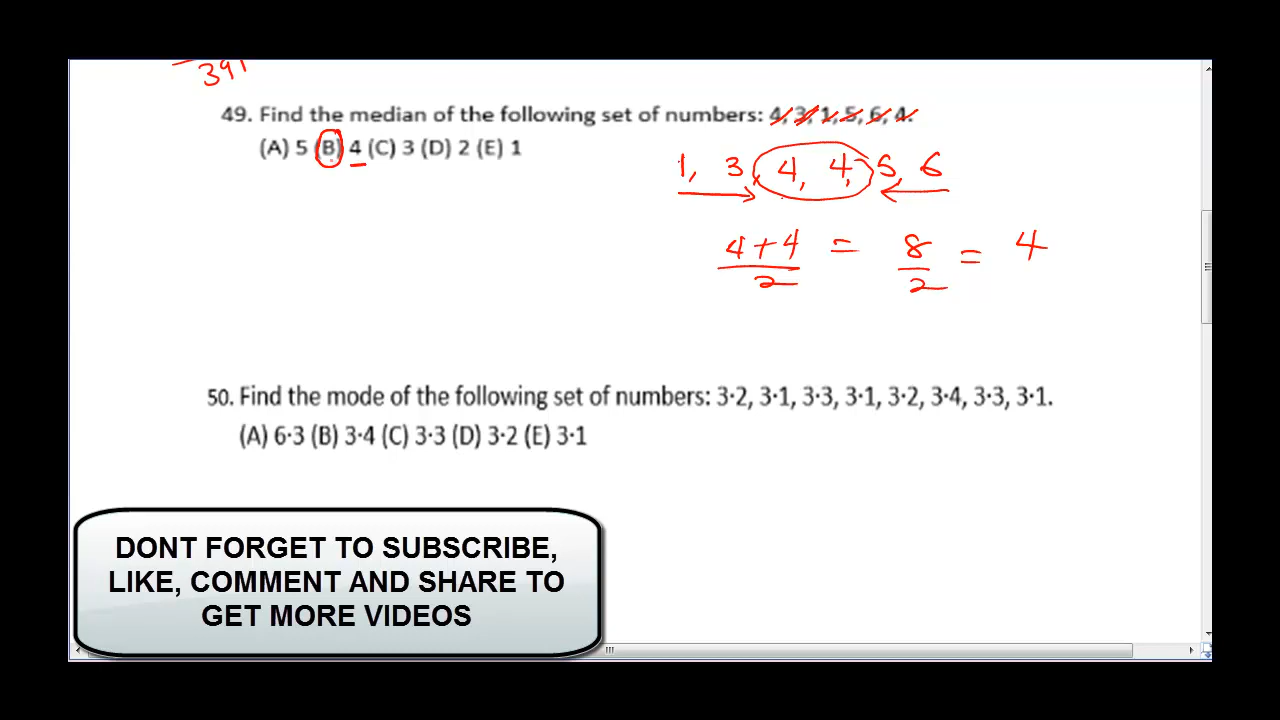 391
49. Find the median of the following set of numbers: 4, 3, 1, 5, 6, 4.
(A) 5 (B) 4 (C) 3 (D) 2 (E) 1
1, 3, 4, 4, 5, 6
4+4/2 = 8/2 = 4
50. Find the mode of the following set of numbers: 3·2, 3·1, 3·3, 3·1, 3·2, 3·4, 3·3, 3·1.
(A) 6·3 (B) 3·4 (C) 3·3 (D) 3·2 (E) 3·1
DONT FORGET TO SUBSCRIBE,
LIKE, COMMENT AND SHARE TO
GET MORE VIDEOS